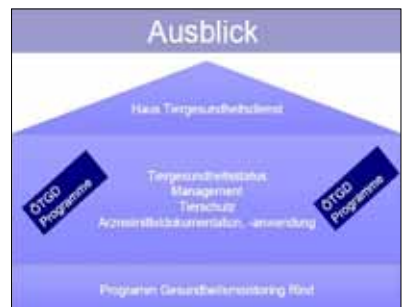 Ausblick
Haus Tiergesundheitsdienst
ÖTGD
Programme
Tiergesundheitsstatus
Management
Tierschutz
Arzneimitteldokumentation, -anwendung
ÖTGD
Programme
Programm Gesundheitsmonitoring Rind